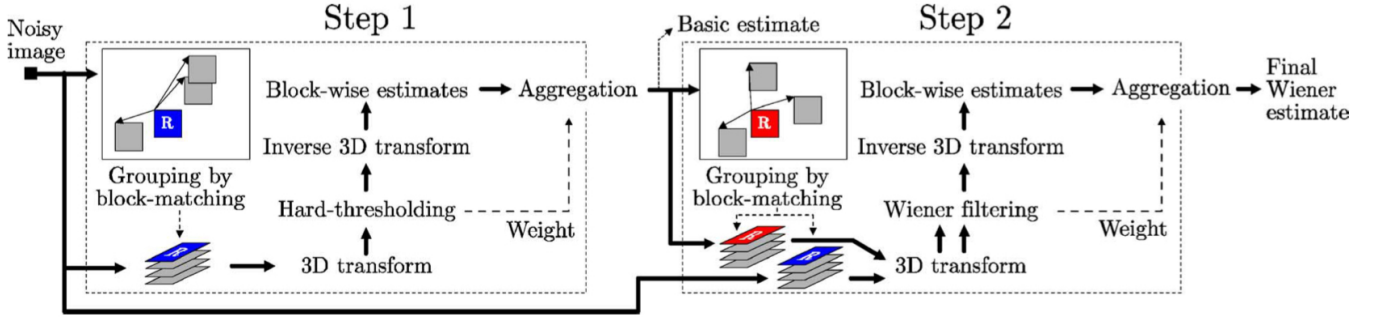 Step 1
Noisy
image
R
Grouping by
block-matching
R
3D transform
Hard-thresholding
Inverse 3D transform
Block-wise estimates
Aggregation
Weight
Basic estimate
Step 2
R
Grouping by
block-matching
R
R
3D transform
Wiener filtering
Inverse 3D transform
Block-wise estimates
Aggregation
Weight
Final
Wiener
estimate